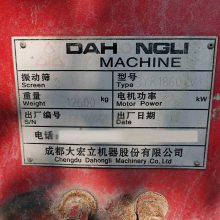 DAH NGLI
MACHINE
振动筛 型号
Screen Type
重量 kg 电机功率 kW
Weight Motor Power
出厂编号 出厂日期
S/N
电话:
成都大宏立机器股份有限公司
Chengdu Dahongli Machinery Co.,Ltd